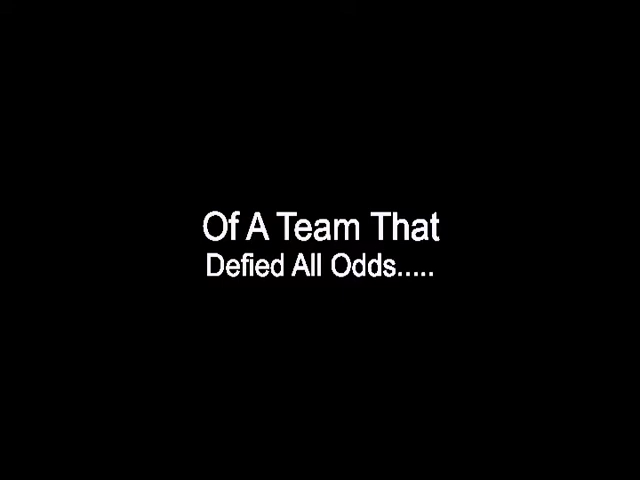 Of A Team That
Defied All Odds.....